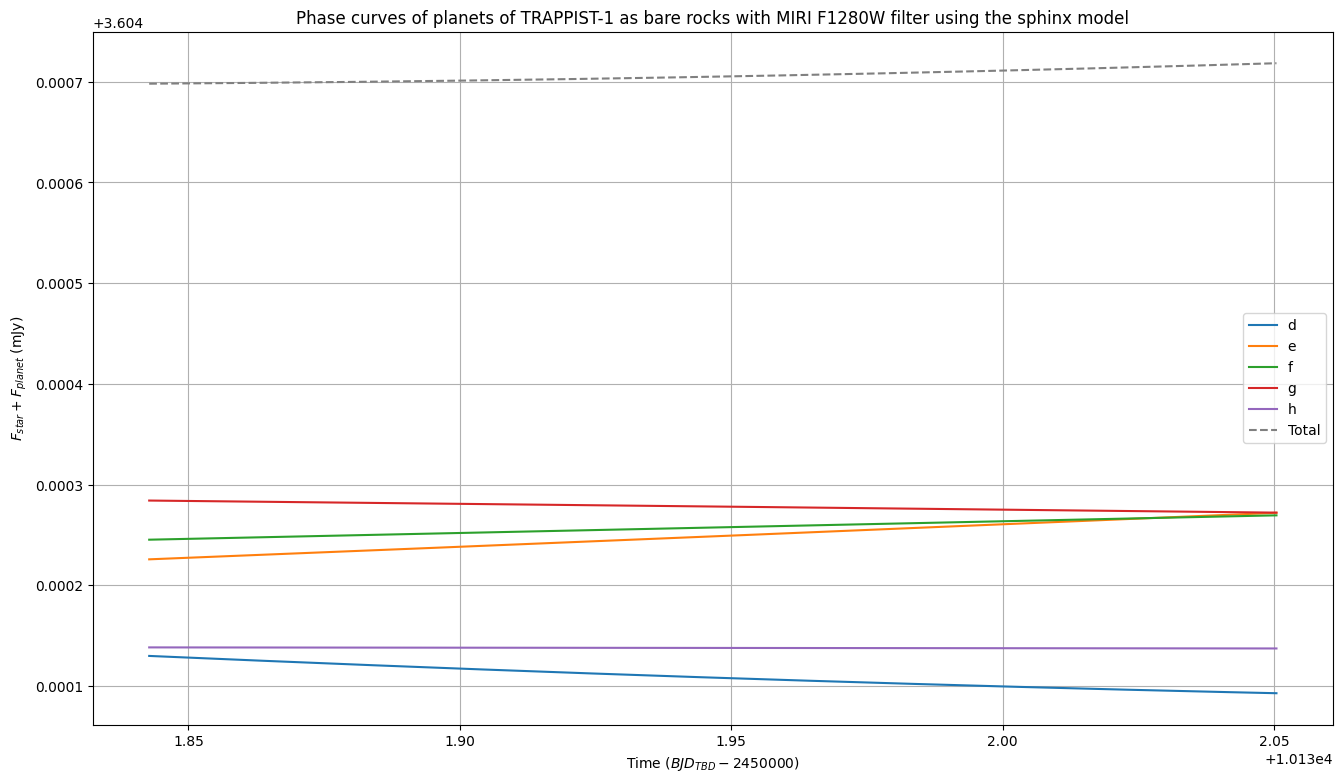 Phase curves of planets of TRAPPIST-1 as bare rocks with MIRI F1280W filter using the sphinx model
+3.604
0.0007
0.0006
0.0005
0.0004
0.0003
0.0002
0.0001
F_star + F_planet (mJy)
d
e
f
g
h
Total
1.85 1.90 1.95 2.00 2.05
+1.013e4
Time (BJD_TBD − 2450000)